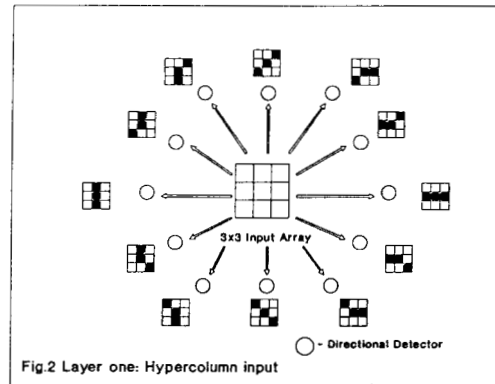 3x3 Input Array
- Directional Detector
Fig.2 Layer one: Hypercolumn input